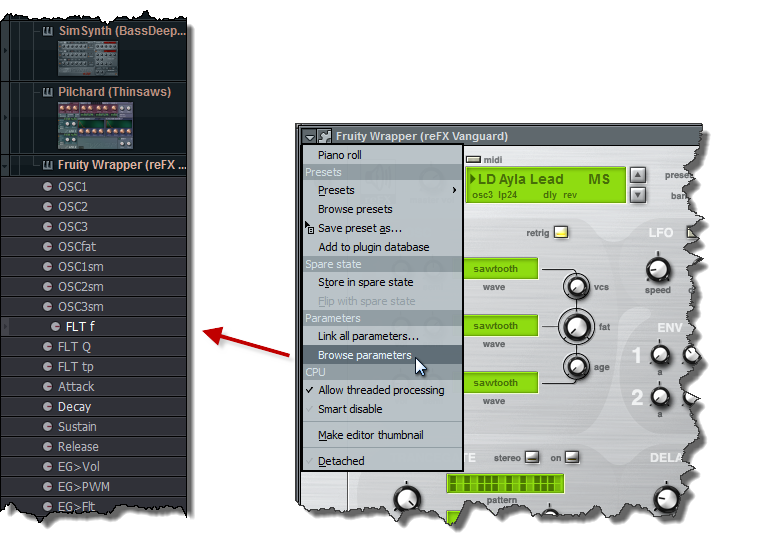 SimSynth (BassDeep...
Pilchard (Thinsaws)
Fruity Wrapper (reFX ...
OSC1
OSC2
OSC3
OSCfat
OSC1sm
OSC2sm
OSC3sm
FLT f
FLT Q
FLT tp
Attack
Decay
Sustain
Release
EG>Vol
EG>PWM
EG>Flt
Fruity Wrapper (reFX Vanguard)
Piano roll
Presets
Presets
Browse presets
Save preset as...
Add to plugin database
Spare state
Store in spare state
Flip with spare state
Parameters
Link all parameters...
Browse parameters
CPU
Allow threaded processing
Smart disable
Make editor thumbnail
Detached
midi
LD Ayla Lead MS
osc3 lp24 dly rev
retrig
LFO
sawtooth
wave
vcs
speed
sawtooth
wave
fat
ENV
1
a
sawtooth
wave
age
2
a
stereo
on
pattern